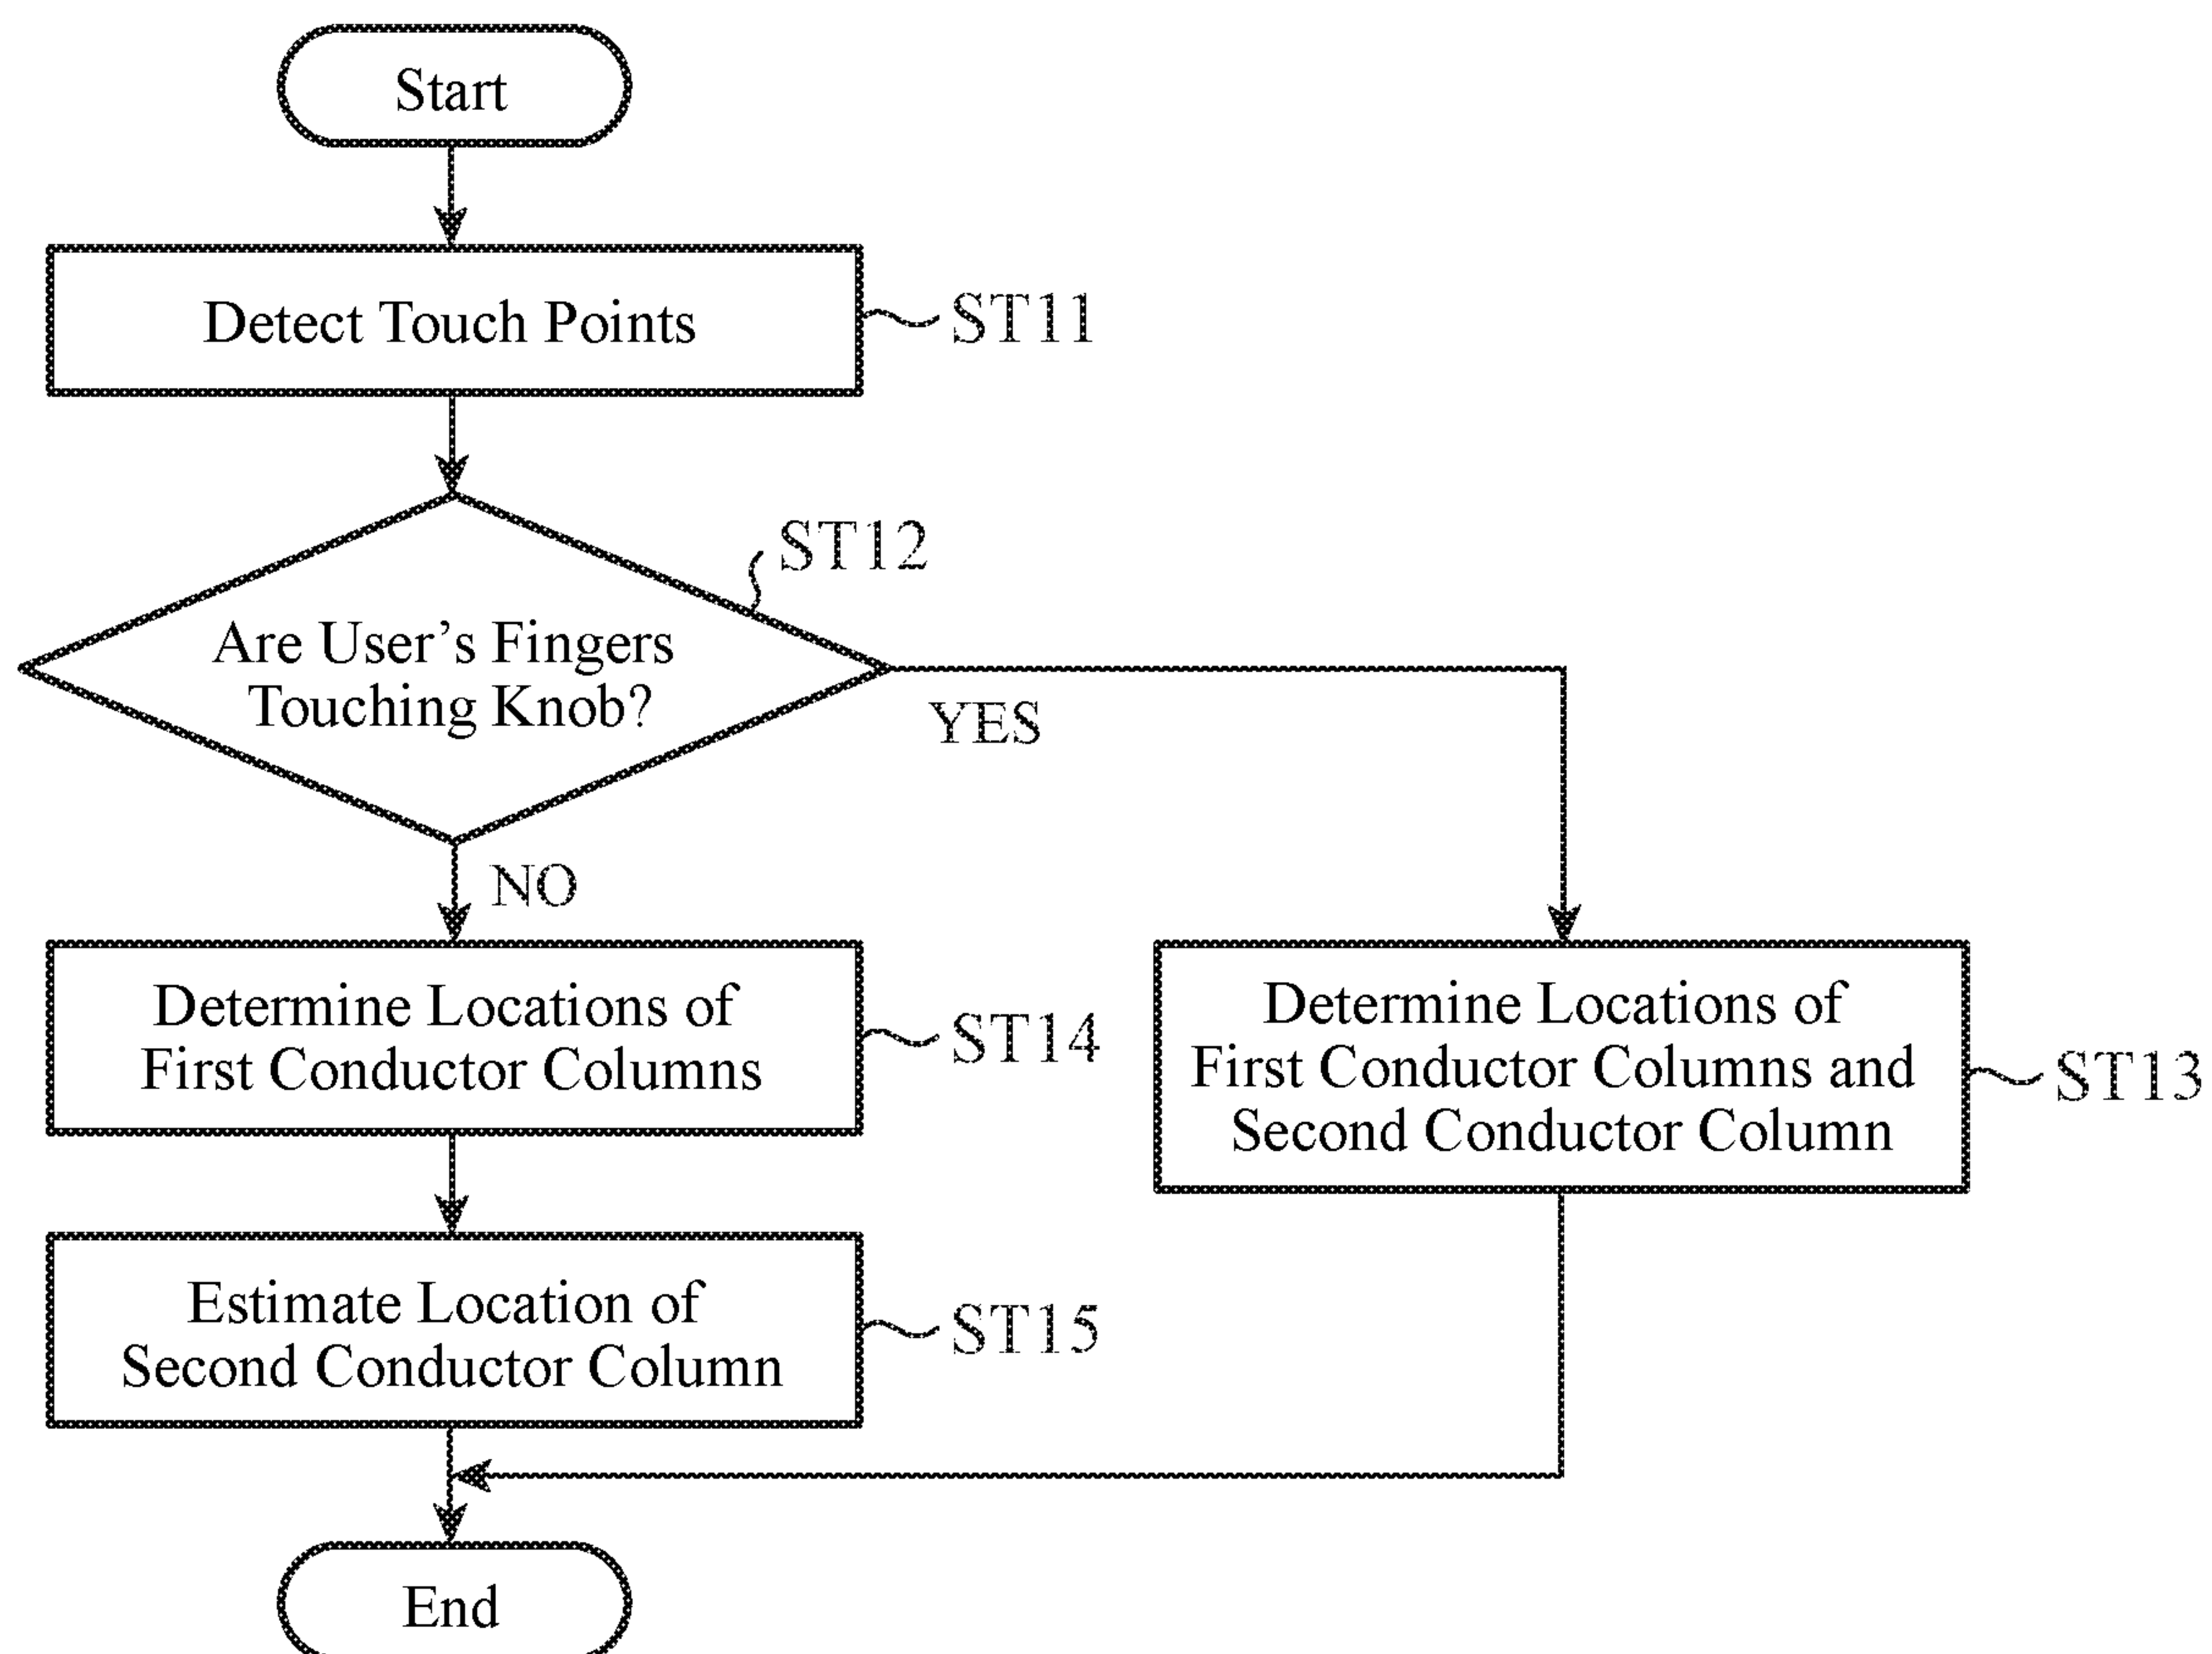 Start
Detect Touch Points
ST11
ST12
Are User's Fingers
Touching Knob?
YES
NO
Determine Locations of
First Conductor Columns
ST14
Determine Locations of
First Conductor Columns and
Second Conductor Column
ST13
Estimate Location of
Second Conductor Column
ST15
End